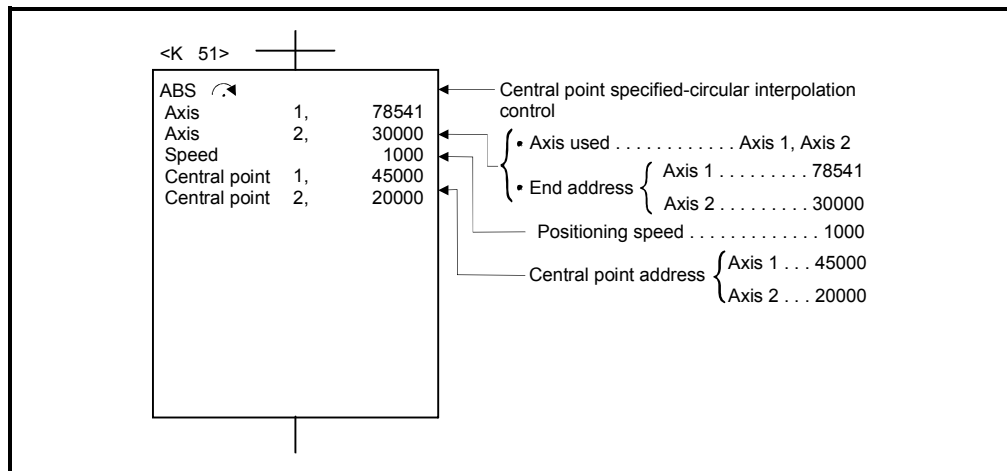 <K 51>
ABS
Axis 1, 78541
Axis 2, 30000
Speed 1000
Central point 1, 45000
Central point 2, 20000
Central point specified-circular interpolation
control
• Axis used . . . . . . . . . . . . Axis 1, Axis 2
• End address
Axis 1 . . . . . . . . . 78541
Axis 2 . . . . . . . . . 30000
Positioning speed . . . . . . . . . . . . . 1000
Central point address
Axis 1 . . . 45000
Axis 2 . . . 20000